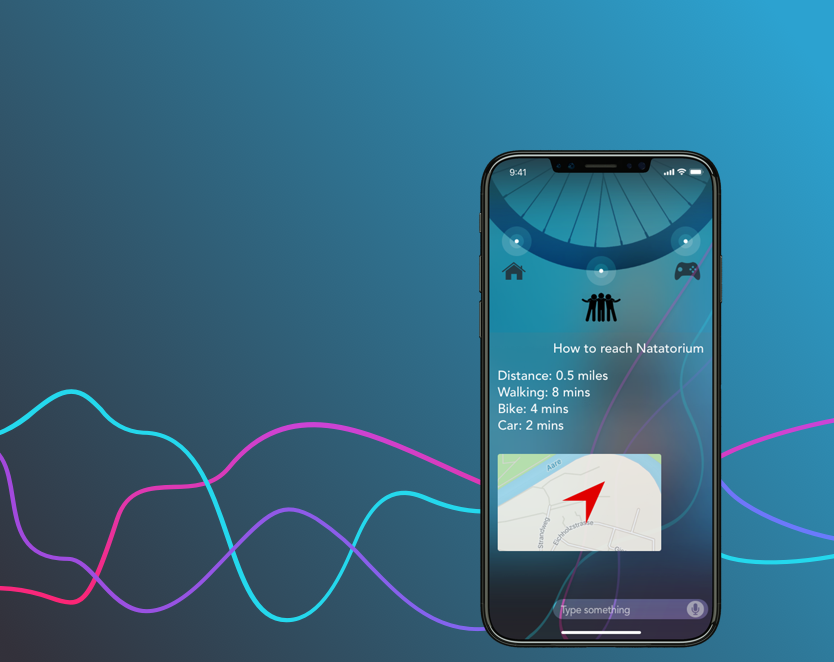 9:41
How to reach Natatorium
Distance: 0.5 miles
Walking: 8 mins
Bike: 4 mins
Car: 2 mins
Aare
Strandweg
Eichholzstrasse
Type something